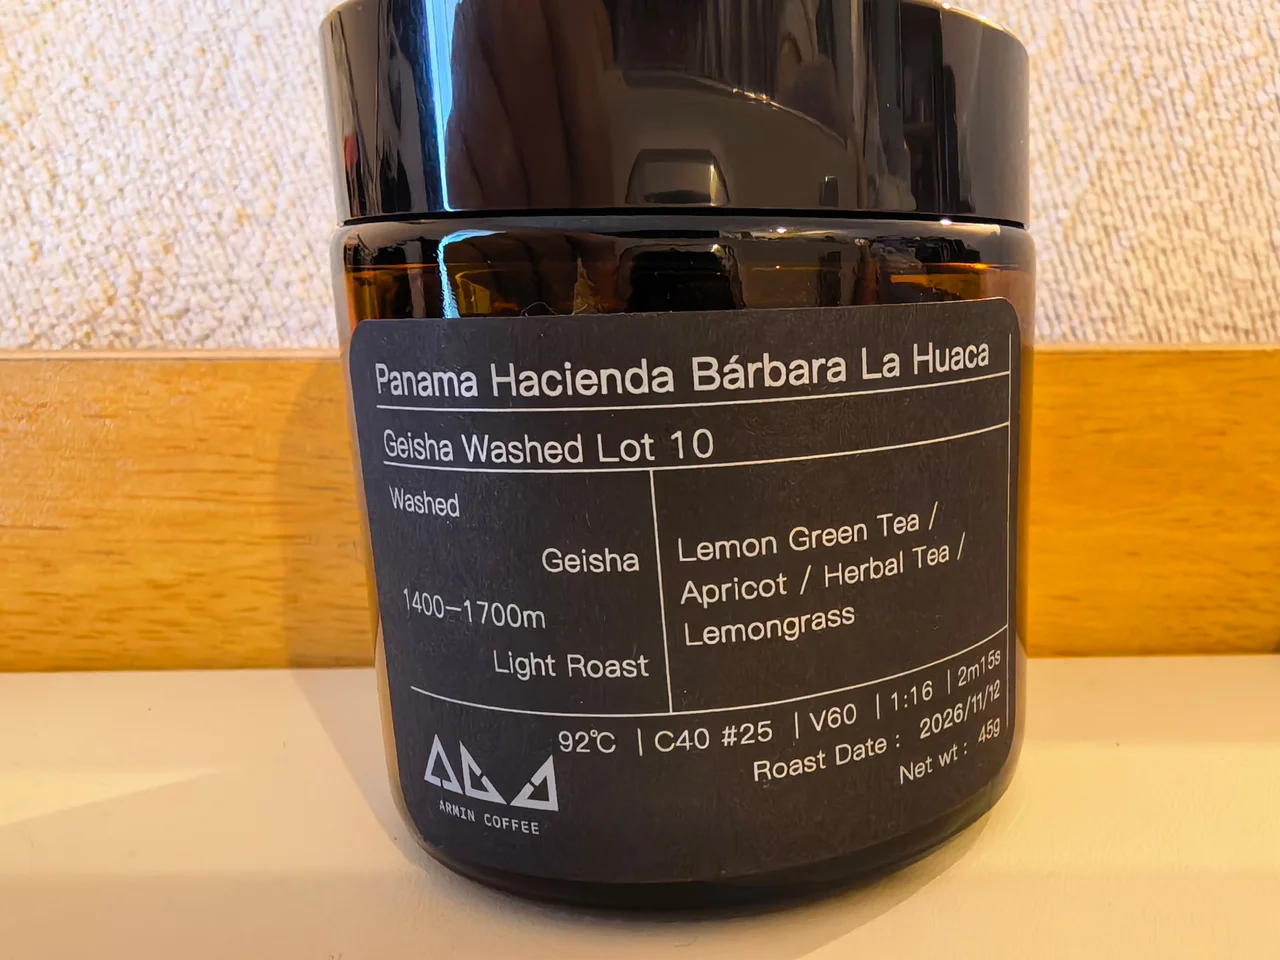 Panama Hacienda Bárbara La Huaca
Geisha Washed Lot 10
Washed
Geisha
1400-1700m
Light Roast
Lemon Green Tea /
Apricot / Herbal Tea /
Lemongrass
92℃ | C40 #25 | V60 | 1:16 | 2m15s
Roast Date : 2026/11/12
Net wt : 45g
ARMIN COFFEE